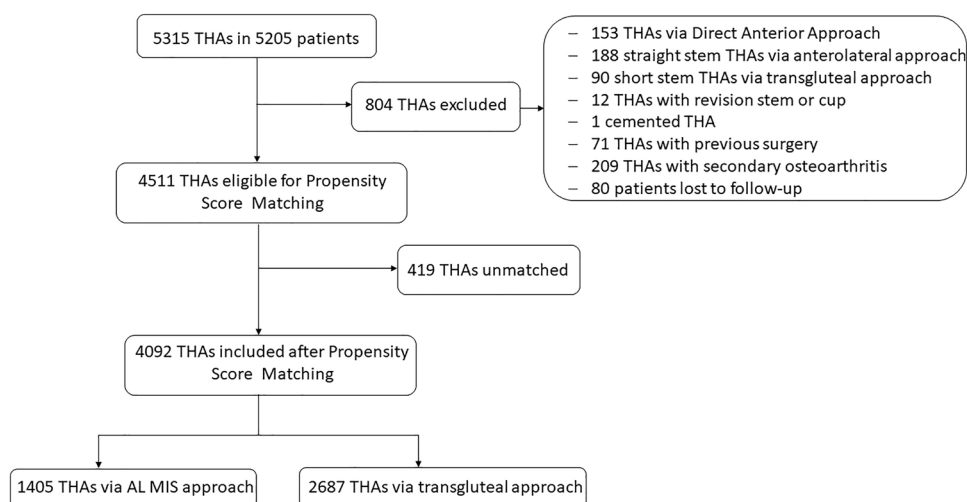 5315 THAs in 5205 patients
804 THAs excluded
– 153 THAs via Direct Anterior Approach
– 188 straight stem THAs via anterolateral approach
– 90 short stem THAs via transgluteal approach
– 12 THAs with revision stem or cup
– 1 cemented THA
– 71 THAs with previous surgery
– 209 THAs with secondary osteoarthritis
– 80 patients lost to follow-up
4511 THAs eligible for Propensity
Score Matching
419 THAs unmatched
4092 THAs included after Propensity
Score Matching
1405 THAs via AL MIS approach
2687 THAs via transgluteal approach